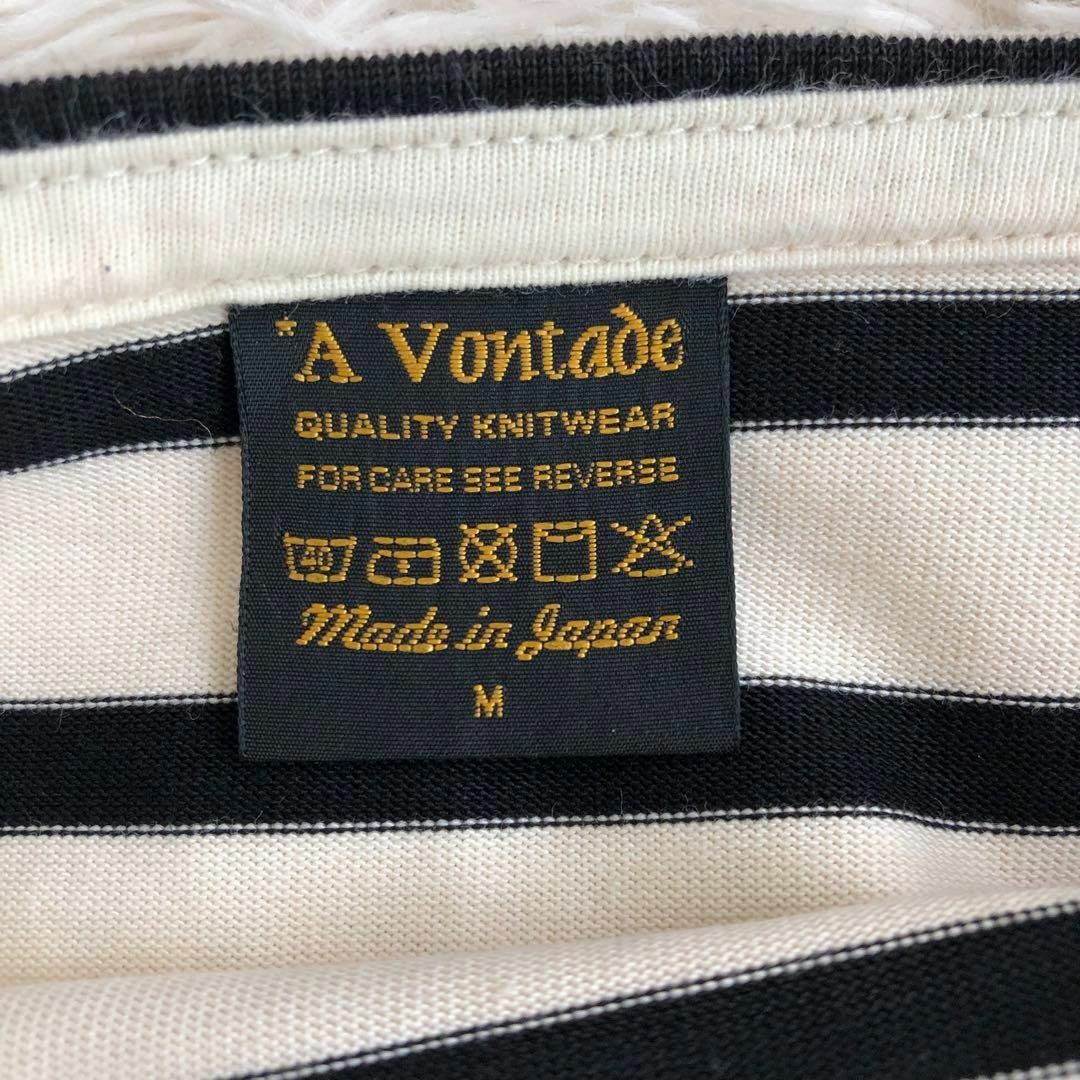 'A Vontade
QUALITY KNITWEAR
FOR CARE SEE REVERSE
40
Made in Japan
M